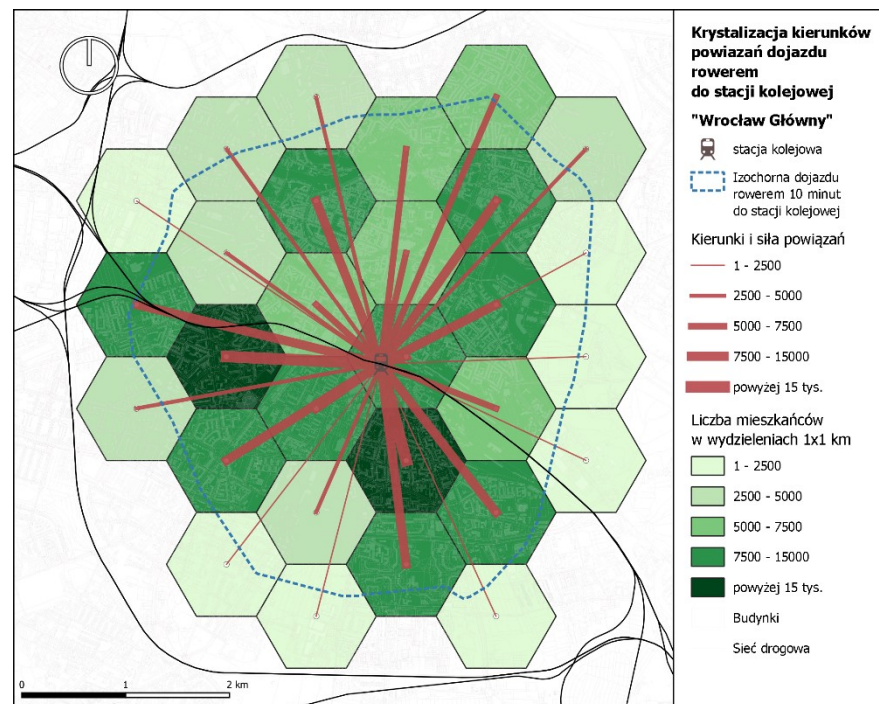 Krystalizacja kierunków
powiazań dojazdu
rowerem
do stacji kolejowej
"Wrocław Główny"
stacja kolejowa
Izochorna dojazdu
rowerem 10 minut
do stacji kolejowej
Kierunki i siła powiązań
1 - 2500
2500 - 5000
5000 - 7500
7500 - 15000
powyżej 15 tys.
Liczba mieszkańców
w wydzieleniach 1x1 km
1 - 2500
2500 - 5000
5000 - 7500
7500 - 15000
powyżej 15 tys.
Budynki
Sieć drogowa
0 1 2 km